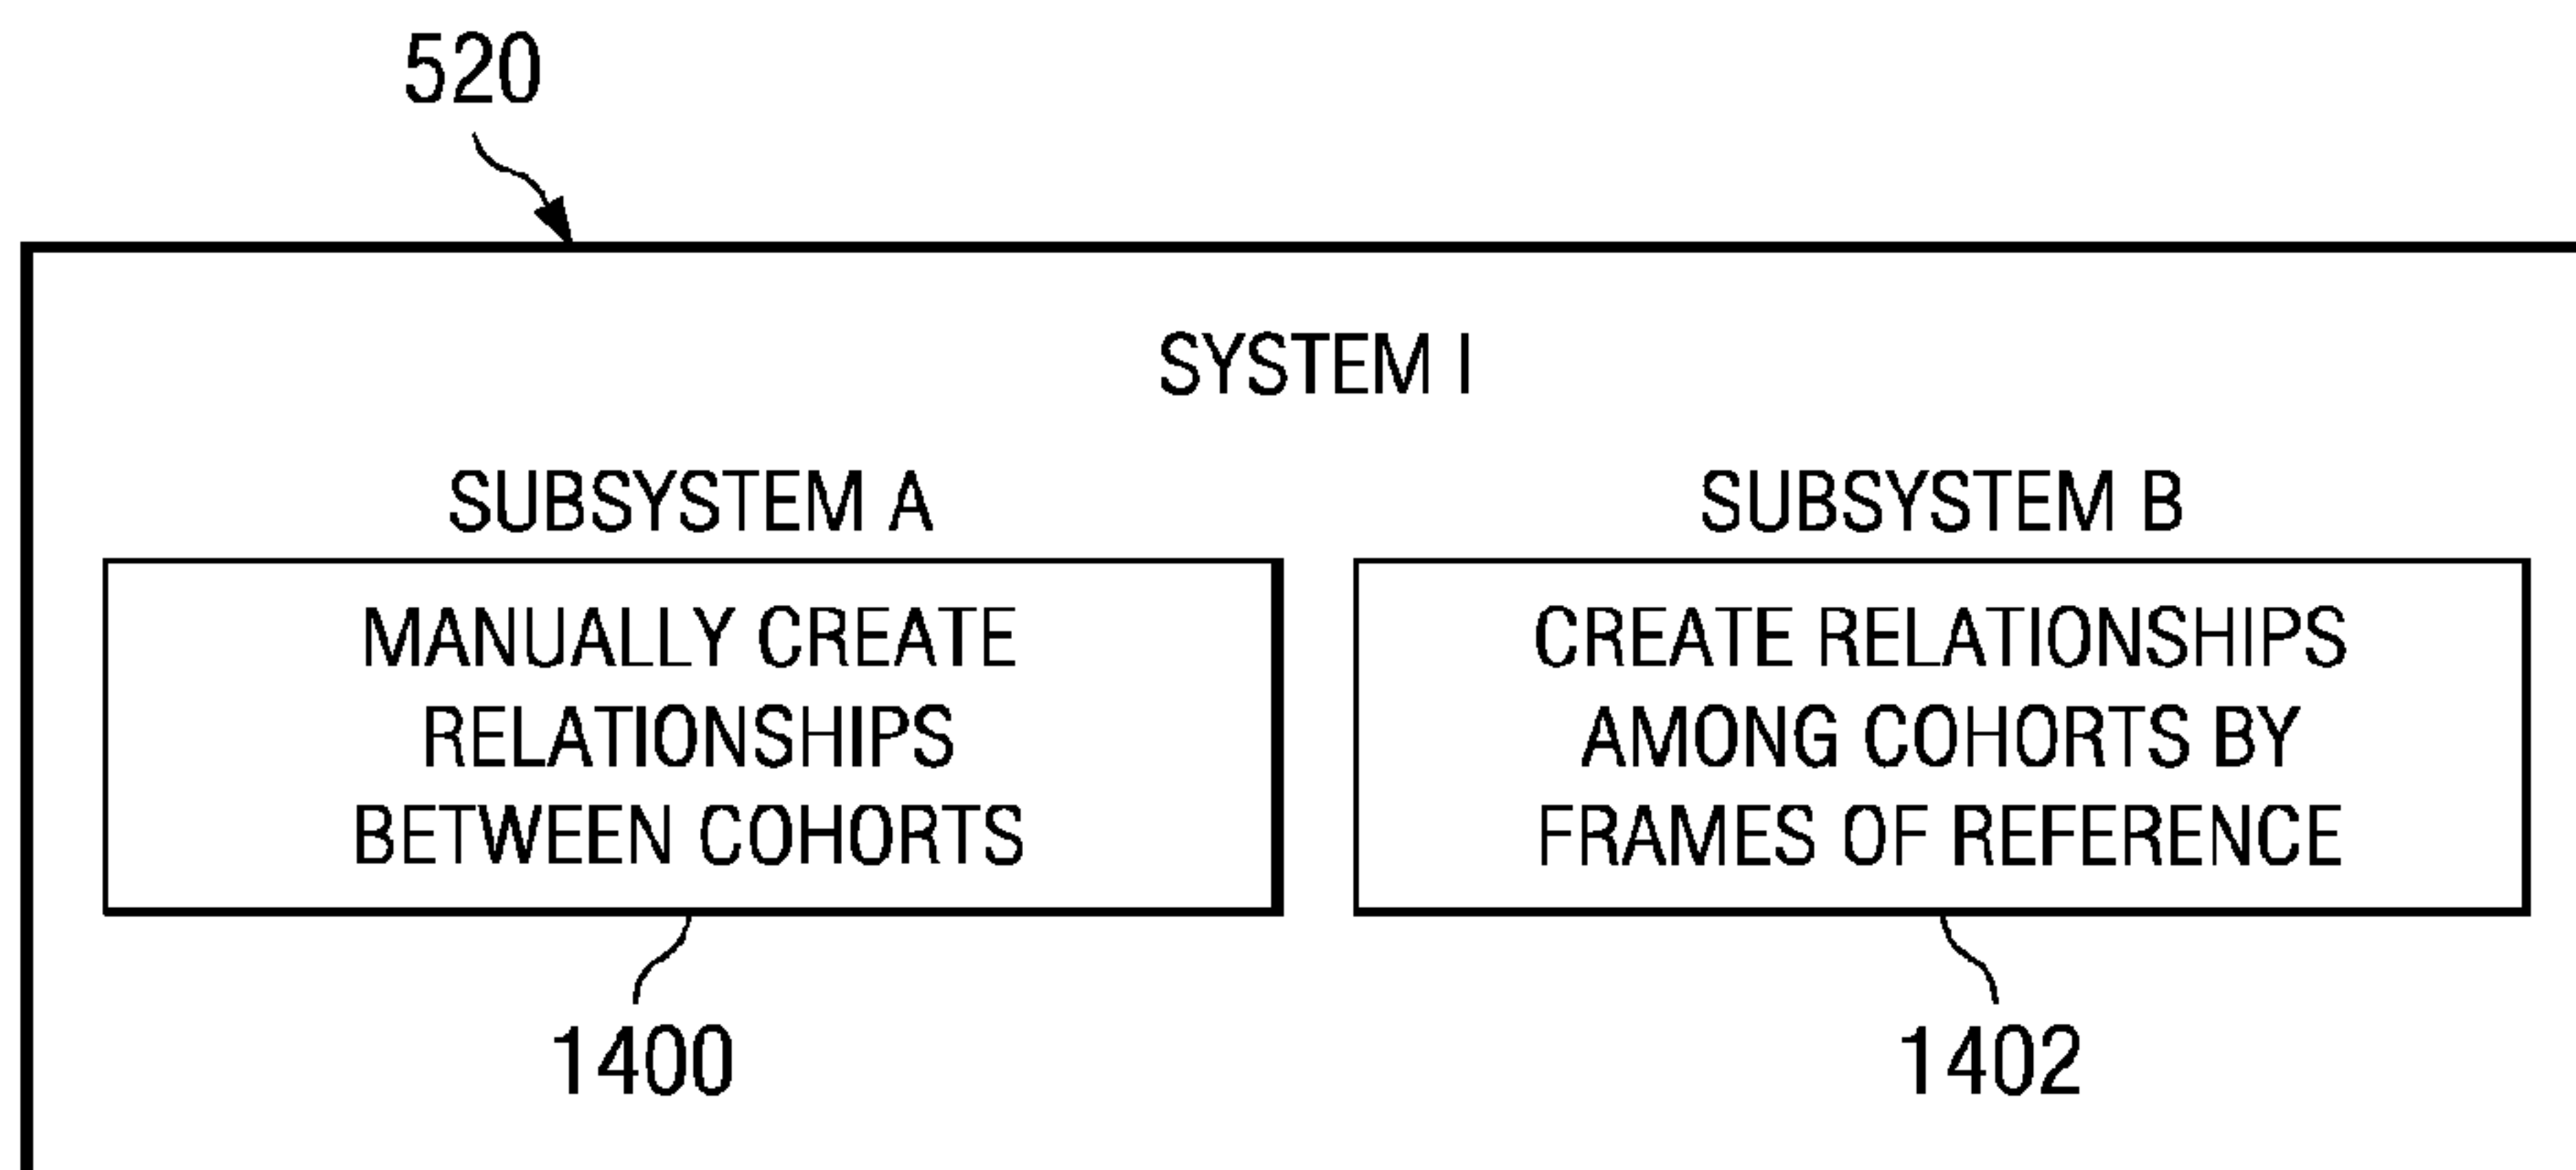 520
SYSTEM I
SUBSYSTEM A
MANUALLY CREATE
RELATIONSHIPS
BETWEEN COHORTS
1400
SUBSYSTEM B
CREATE RELATIONSHIPS
AMONG COHORTS BY
FRAMES OF REFERENCE
1402